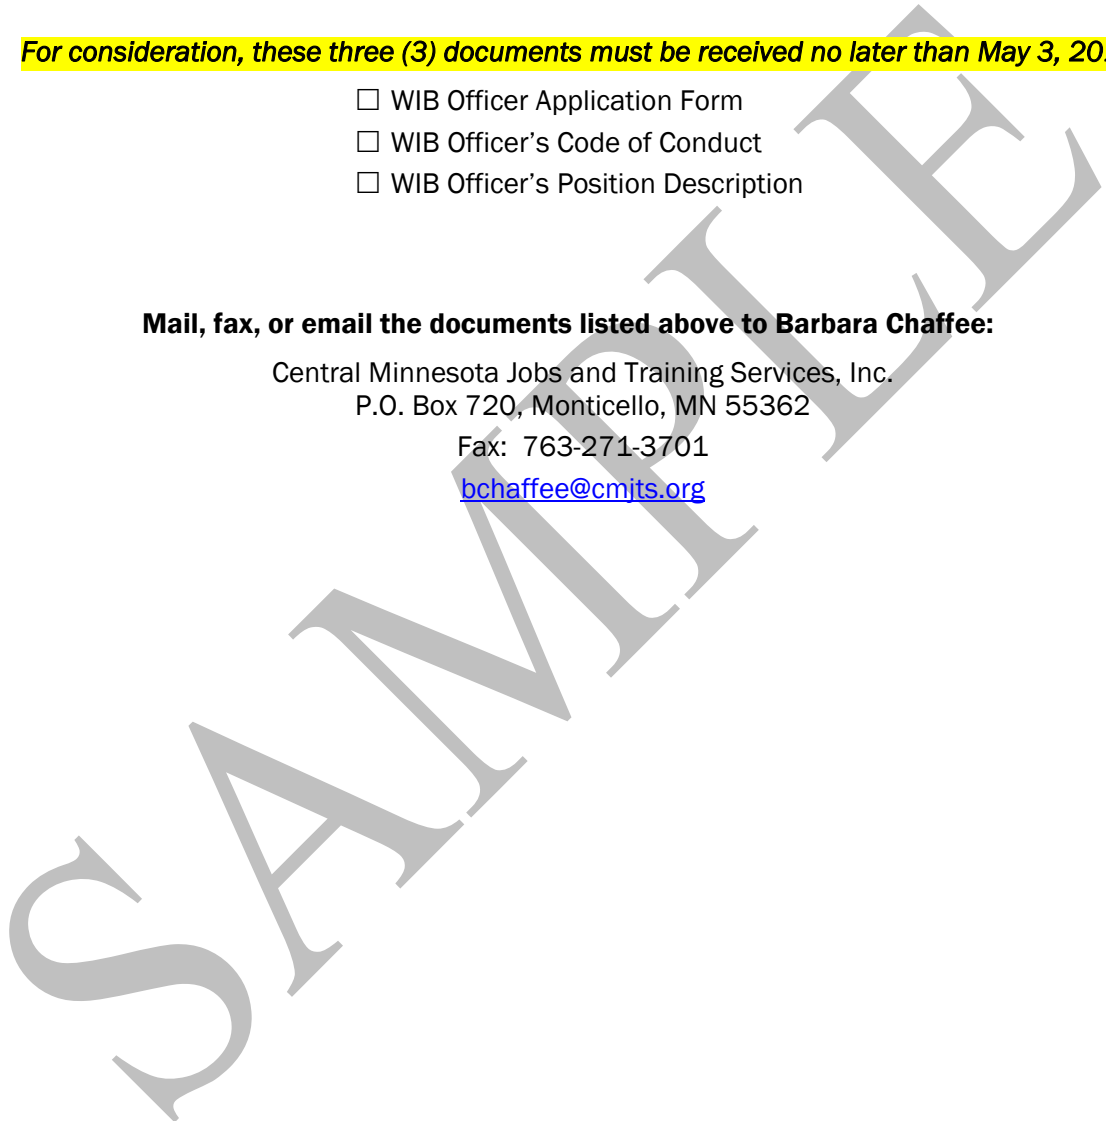 For consideration, these three (3) documents must be received no later than May 3,
☐ WIB Officer Application Form
☐ WIB Officer’s Code of Conduct
☐ WIB Officer’s Position Description
Mail, fax, or email the documents listed above to Barbara Chaffee:
Central Minnesota Jobs and Training Services, Inc.
P.O. Box 720, Monticello, MN 55362
Fax: 763-271-3701
bchaffee@cmjts.org
SAMPLE